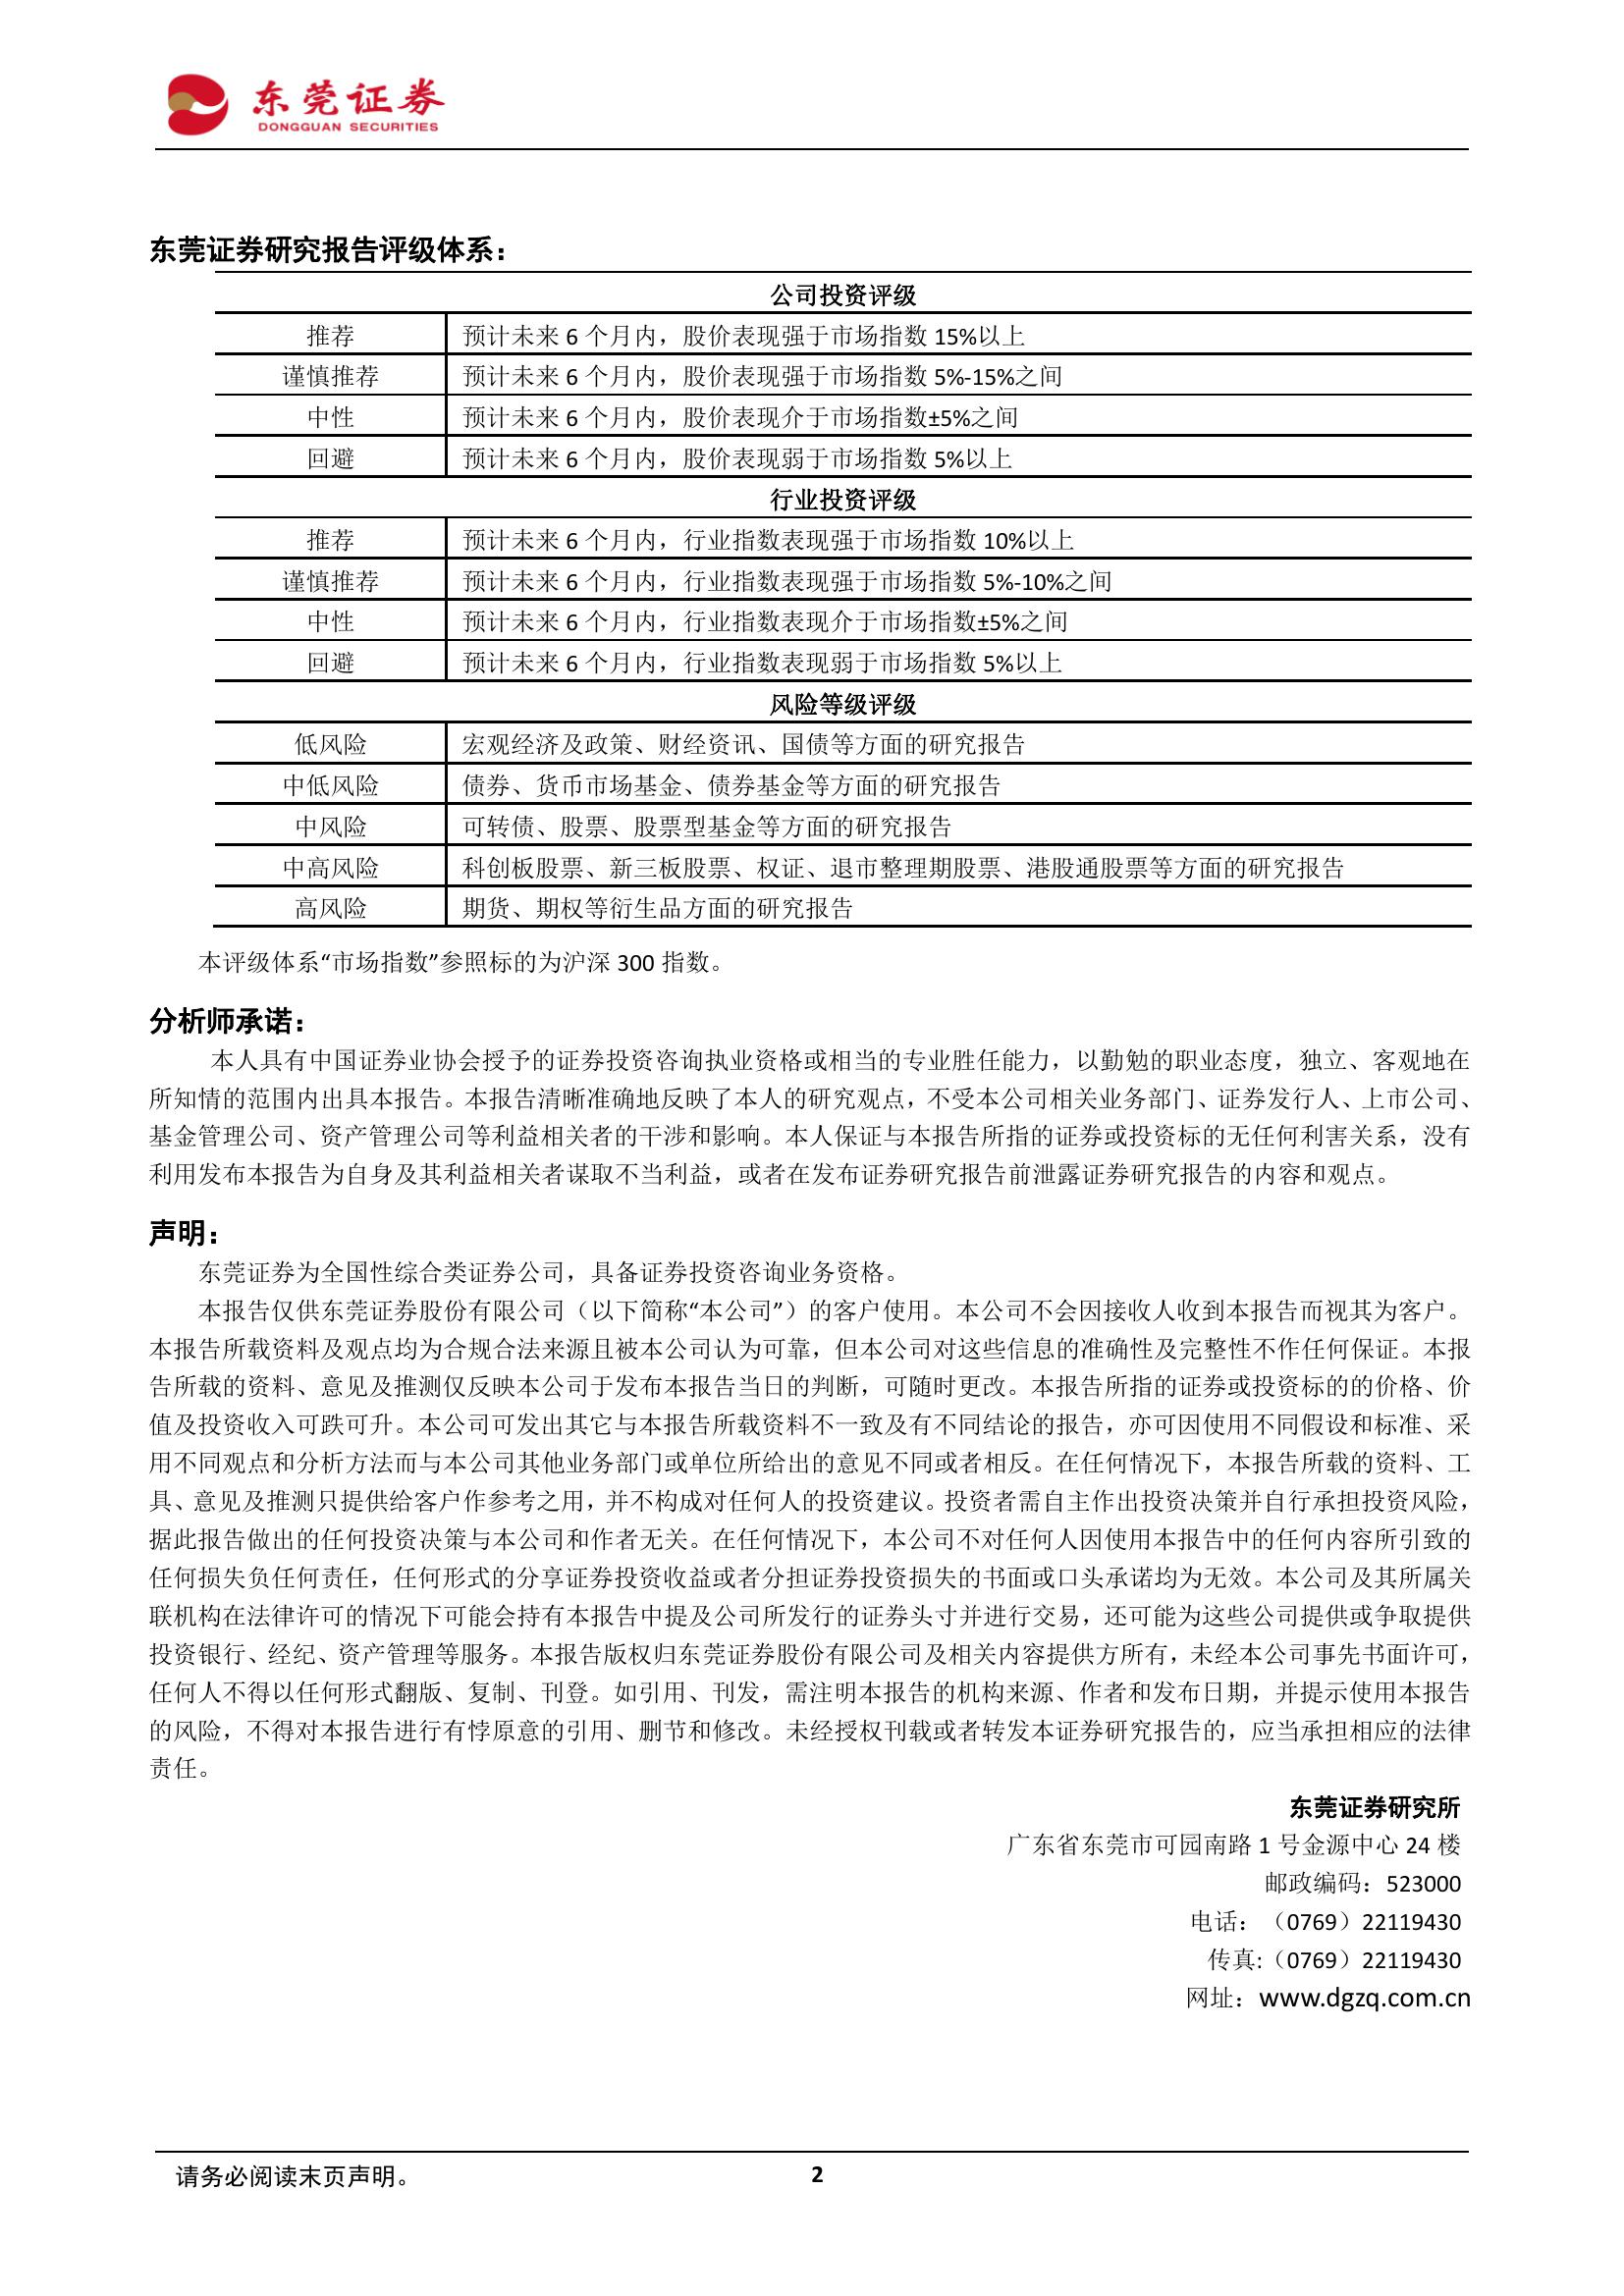 东莞证券
DONGGUAN SECURITIES
东莞证券研究报告评级体系：
公司投资评级
推荐 预计未来 6 个月内，股价表现强于市场指数 15%以上
谨慎推荐 预计未来 6 个月内，股价表现强于市场指数 5%-15%之间
中性 预计未来 6 个月内，股价表现介于市场指数±5%之间
回避 预计未来 6 个月内，股价表现弱于市场指数 5%以上
行业投资评级
推荐 预计未来 6 个月内，行业指数表现强于市场指数 10%以上
谨慎推荐 预计未来 6 个月内，行业指数表现强于市场指数 5%-10%之间
中性 预计未来 6 个月内，行业指数表现介于市场指数±5%之间
回避 预计未来 6 个月内，行业指数表现弱于市场指数 5%以上
风险等级评级
低风险 宏观经济及政策、财经资讯、国债等方面的研究报告
中低风险 债券、货币市场基金、债券基金等方面的研究报告
中风险 可转债、股票、股票型基金等方面的研究报告
中高风险 科创板股票、新三板股票、权证、退市整理期股票、港股通股票等方面的研究报告
高风险 期货、期权等衍生品方面的研究报告
本评级体系“市场指数”参照标的为沪深 300 指数。
分析师承诺：
本人具有中国证券业协会授予的证券投资咨询执业资格或相当的专业胜任能力，以勤勉的职业态度，独立、客观地在
所知情的范围内出具本报告。本报告清晰准确地反映了本人的研究观点，不受本公司相关业务部门、证券发行人、上市公司、
基金管理公司、资产管理公司等利益相关者的干涉和影响。本人保证与本报告所指的证券或投资标的无任何利害关系，没有
利用发布本报告为自身及其利益相关者谋取不当利益，或者在发布证券研究报告前泄露证券研究报告的内容和观点。
声明：
东莞证券为全国性综合类证券公司，具备证券投资咨询业务资格。
本报告仅供东莞证券股份有限公司（以下简称“本公司”）的客户使用。本公司不会因接收人收到本报告而视其为客户。
本报告所载资料及观点均为合规合法来源且被本公司认为可靠，但本公司对这些信息的准确性及完整性不作任何保证。本报
告所载的资料、意见及推测仅反映本公司于发布本报告当日的判断，可随时更改。本报告所指的证券或投资标的的价格、价
值及投资收入可跌可升。本公司可发出其它与本报告所载资料不一致及有不同结论的报告，亦可因使用不同假设和标准、采
用不同观点和分析方法而与本公司其他业务部门或单位所给出的意见不同或者相反。在任何情况下，本报告所载的资料、工
具、意见及推测只提供给客户作参考之用，并不构成对任何人的投资建议。投资者需自主作出投资决策并自行承担投资风险，
据此报告做出的任何投资决策与本公司和作者无关。在任何情况下，本公司不对任何人因使用本报告中的任何内容所引致的
任何损失负任何责任，任何形式的分享证券投资收益或者分担证券投资损失的书面或口头承诺均为无效。本公司及其所属关
联机构在法律许可的情况下可能会持有本报告中提及公司所发行的证券头寸并进行交易，还可能为这些公司提供或争取提供
投资银行、经纪、资产管理等服务。本报告版权归东莞证券股份有限公司及相关内容提供方所有，未经本公司事先书面许可，
任何人不得以任何形式翻版、复制、刊登。如引用、刊发，需注明本报告的机构来源、作者和发布日期，并提示使用本报告
的风险，不得对本报告进行有悖原意的引用、删节和修改。未经授权刊载或者转发本证券研究报告的，应当承担相应的法律
责任。
东莞证券研究所
广东省东莞市可园南路 1 号金源中心 24 楼
邮政编码：523000
电话：（0769）22119430
传真:（0769）22119430
网址：www.dgzq.com.cn
请务必阅读末页声明。 2